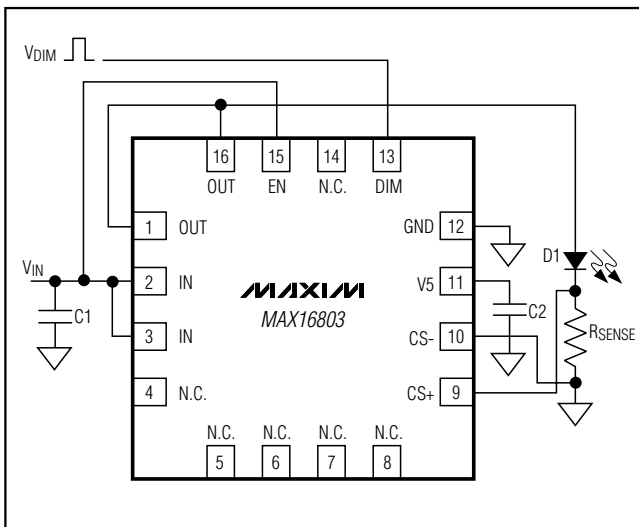 VDIM
16 15 14 13
OUT EN N.C. DIM
1 OUT
GND 12
D1
VIN
2 IN
V5 11
MAXIM
MAX16803
C1
C2
RSENSE
3 IN
CS- 10
4 N.C.
CS+ 9
N.C. N.C. N.C. N.C.
5 6 7 8